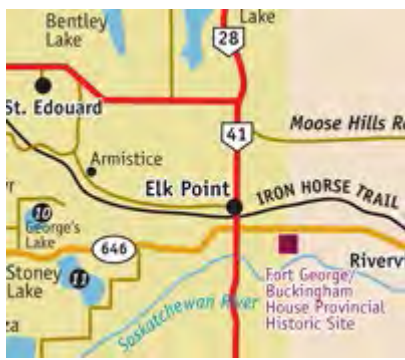 Bentley
Lake
Lake
28
St. Edouard
41
Moose Hills
Armistice
Elk Point
IRON HORSE TRAIL
10
George's
Lake
646
Stoney
Lake
11
Riverv
Fort George/
Buckingham
House Provincial
Historic Site
Saskatchewan River